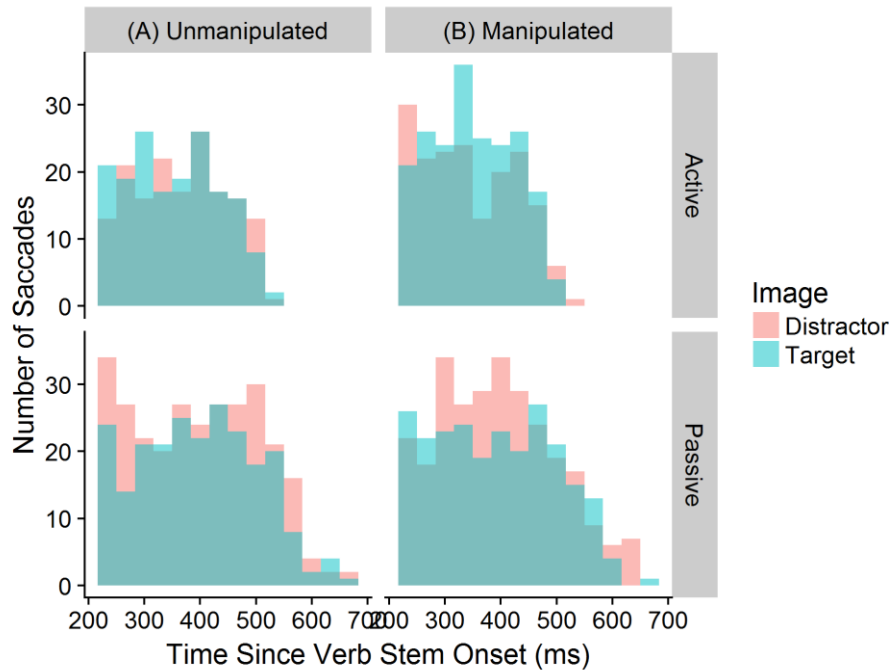 (A) Unmanipulated
(B) Manipulated
Number of Saccades
30
20
10
0
Active
30
20
10
0
Passive
200 300 400 500 600 700
200 300 400 500 600 700
Time Since Verb Stem Onset (ms)
Image
Distractor
Target